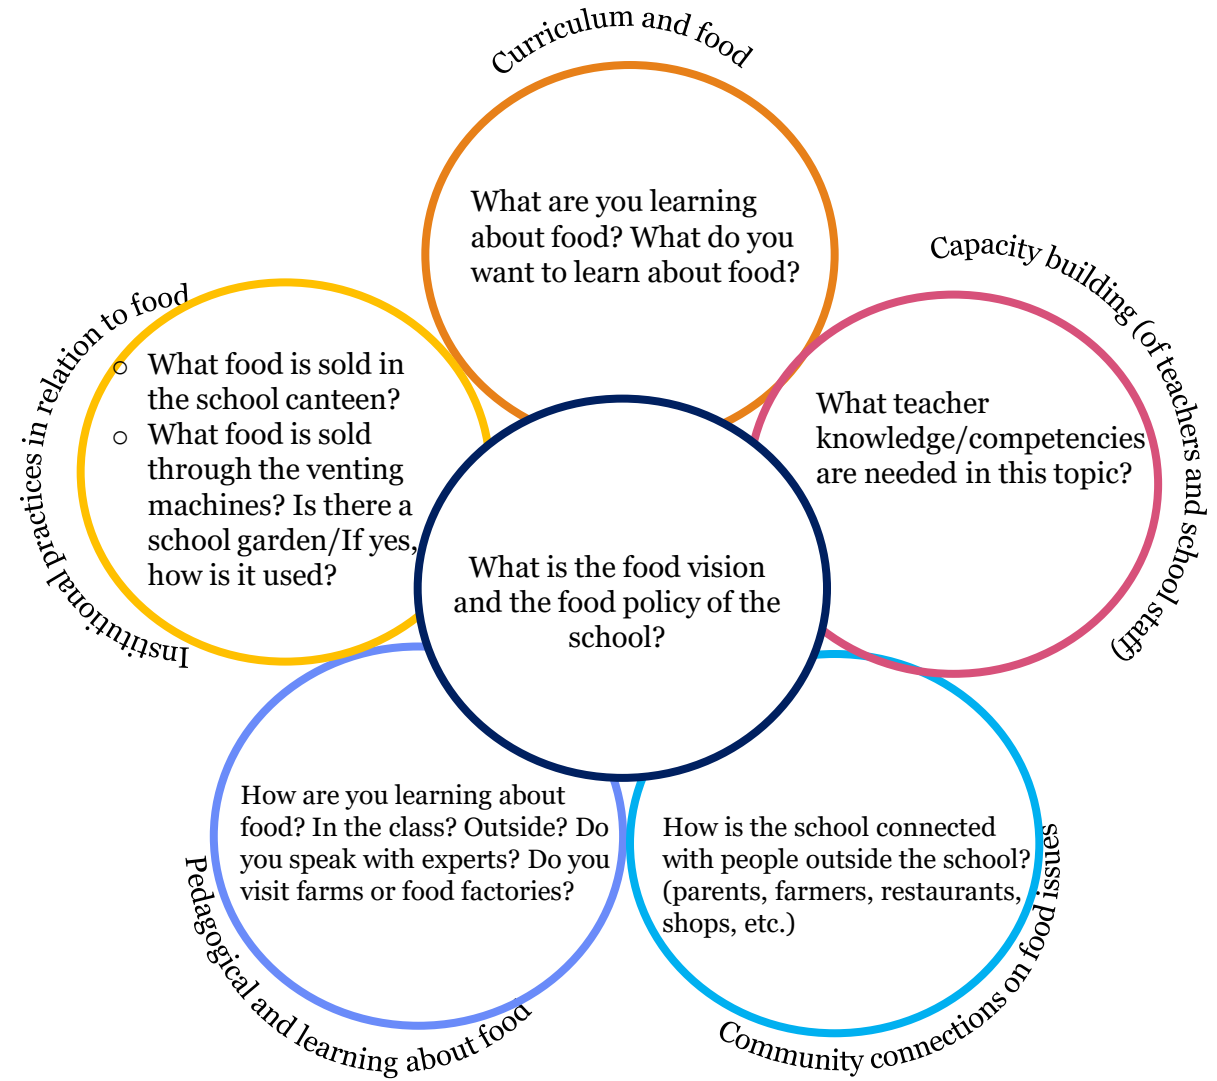 Curriculum and food
What are you learning
about food? What do you
want to learn about food?
Capacity building (of teachers and school staff)
What teacher
knowledge/competencies
are needed in this topic?
Institutional practices in relation to food
o What food is sold in
the school canteen?
o What food is sold
through the venting
machines? Is there a
school garden/If yes,
how is it used?
What is the food vision
and the food policy of the
school?
Pedagogical and learning about food
How are you learning about
food? In the class? Outside? Do
you speak with experts? Do you
visit farms or food factories?
Community connections on food issues
How is the school connected
with people outside the school?
(parents, farmers, restaurants,
shops, etc.)